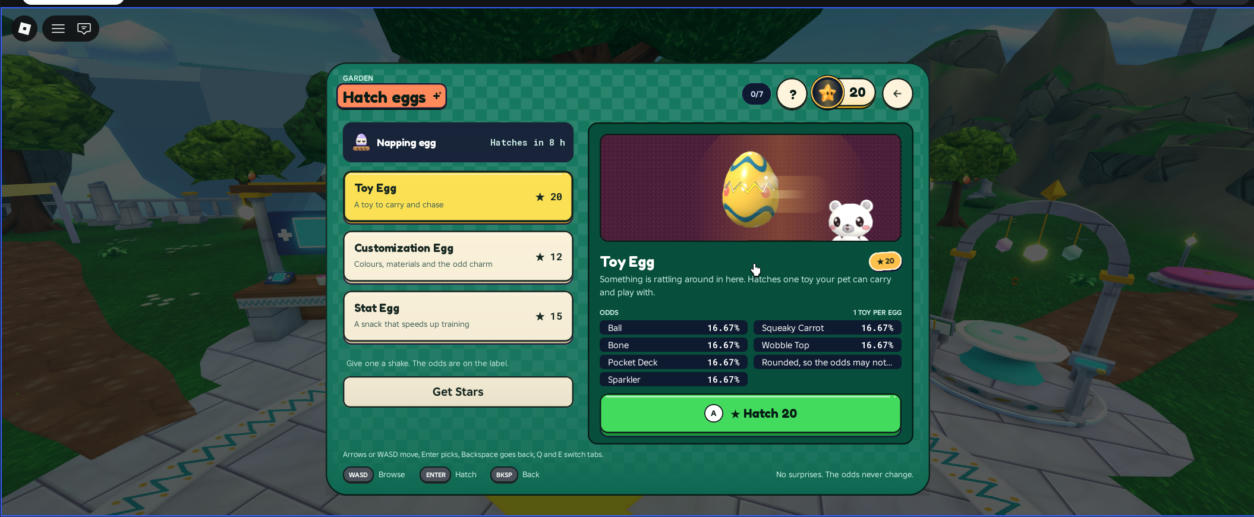 GARDEN
Hatch eggs
0/7
?
20
Napping egg
Hatches in 8 h
Toy Egg
A toy to carry and chase
★ 20
Customization Egg
Colours, materials and the odd charm
★ 12
Stat Egg
A snack that speeds up training
★ 15
Give one a shake. The odds are on the label.
Get Stars
Toy Egg
★ 20
Something is rattling around in here. Hatches one toy your pet can carry
and play with.
ODDS
1 TOY PER EGG
Ball 16.67%
Squeaky Carrot 16.67%
Bone 16.67%
Wobble Top 16.67%
Pocket Deck 16.67%
Rounded, so the odds may not...
Sparkler 16.67%
A ★ Hatch 20
Arrows or WASD move, Enter picks, Backspace goes back, Q and E switch tabs.
WASD Browse ENTER Hatch BKSP Back
No surprises. The odds never change.